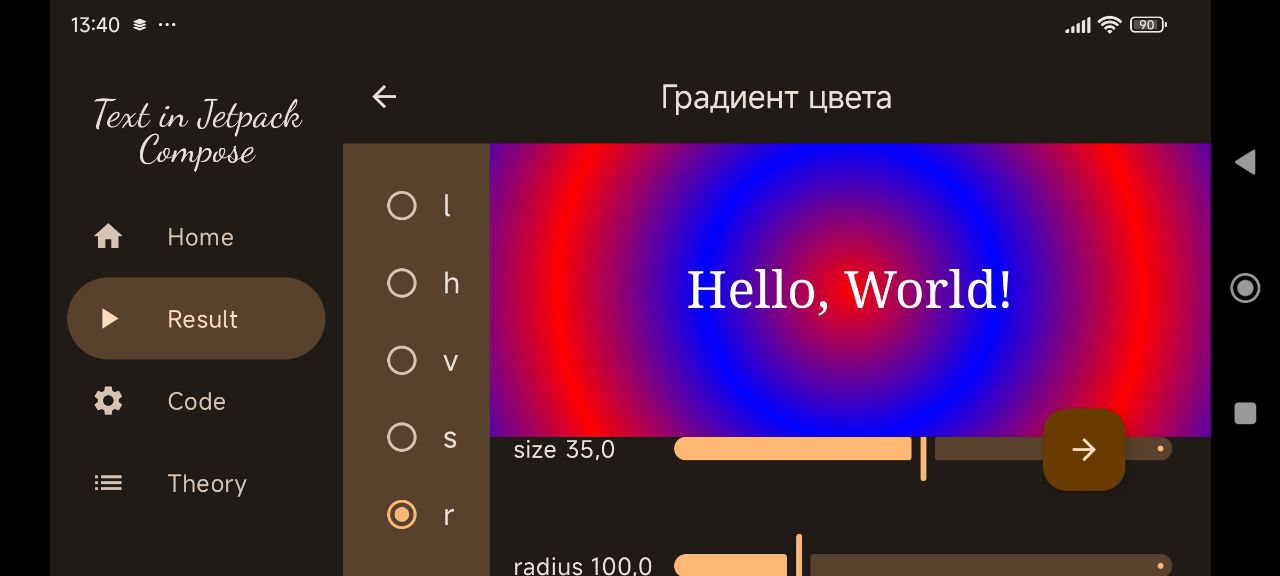 13:40
90
Text in Jetpack
Compose
Home
Result
Code
Theory
Градиент цвета
l
h
v
s
r
Hello, World!
size 35,0
radius 100,0